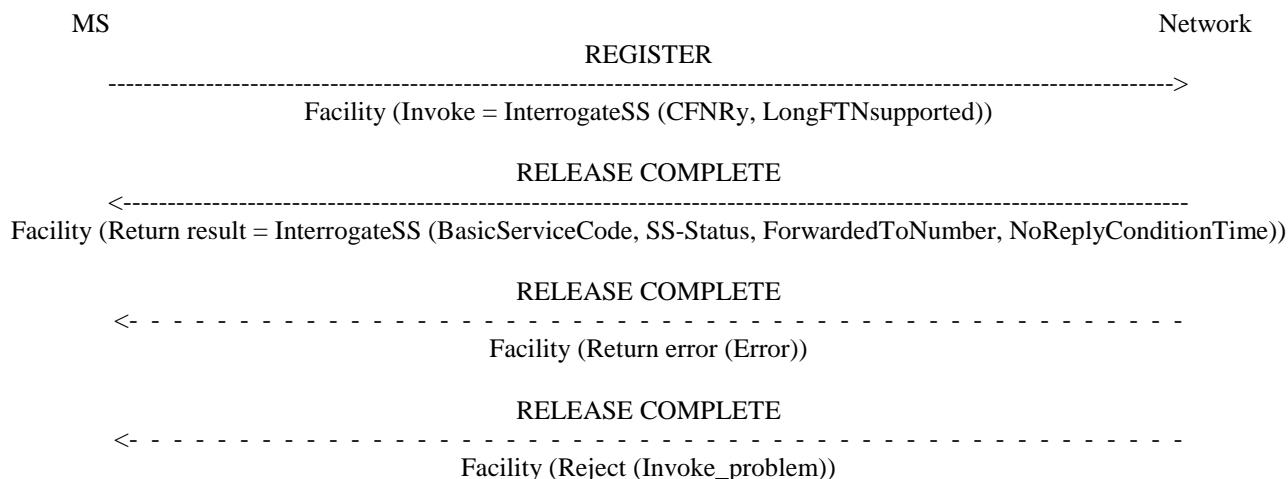 MS Network
REGISTER
------------------------------------------------------------------------------------------------------------------------>
Facility (Invoke = InterrogateSS (CFNRy, LongFTNsupported))
RELEASE COMPLETE
<------------------------------------------------------------------------------------------------------------------------
Facility (Return result = InterrogateSS (BasicServiceCode, SS-Status, ForwardedToNumber, NoReplyConditionTime))
RELEASE COMPLETE
<- - - - - - - - - - - - - - - - - - - - - - - - - - - - - - - - - - - - - - - - - - - - - - - - - -
Facility (Return error (Error))
RELEASE COMPLETE
<- - - - - - - - - - - - - - - - - - - - - - - - - - - - - - - - - - - - - - - - - - - - - - - - - -
Facility (Reject (Invoke_problem))